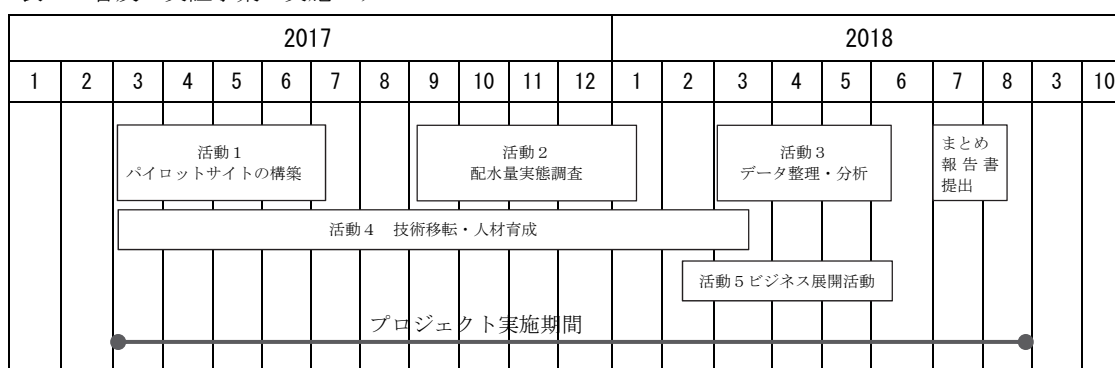 2017 2018
1 2 3 4 5 6 7 8 9 10 11 12 1 2 3 4 5 6 7 8 3 10
活動1
パイロットサイトの構築
活動2
配水量実態調査
活動3
データ整理・分析
まとめ
報告書
提出
活動4 技術移転・人材育成
活動5ビジネス展開活動
プロジェクト実施期間